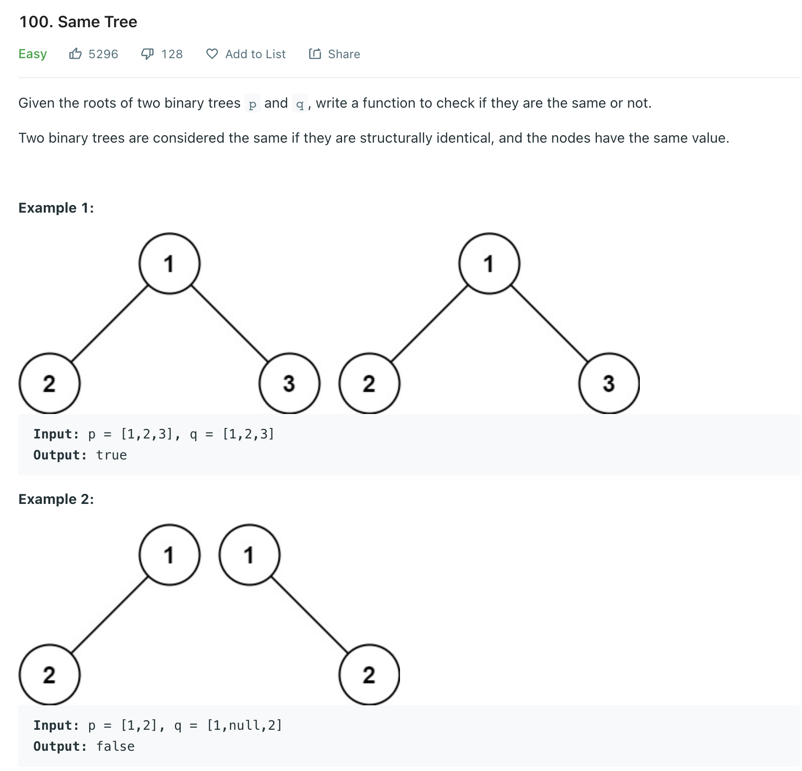 100. Same Tree
Easy 5296 128 Add to List Share
Given the roots of two binary trees p and q, write a function to check if they are the same or not.
Two binary trees are considered the same if they are structurally identical, and the nodes have the same value.
Example 1:
1 1
2 3 2 3
Input: p = [1,2,3], q = [1,2,3]
Output: true
Example 2:
1 1
2 2
Input: p = [1,2], q = [1,null,2]
Output: false